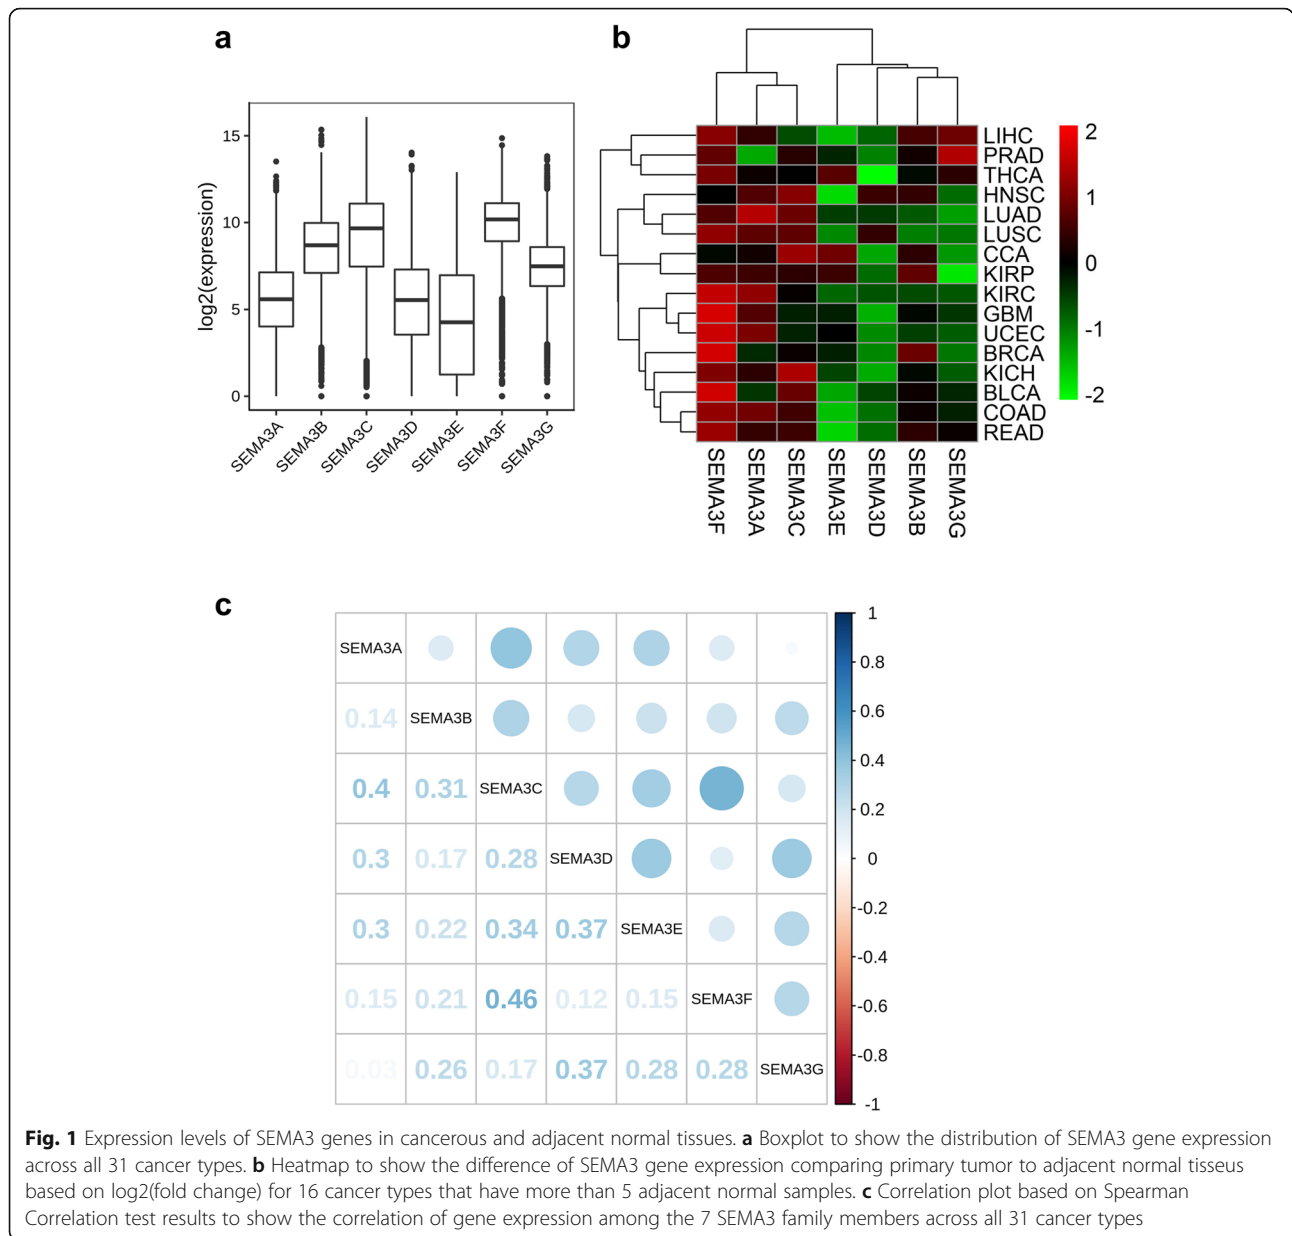 a
b
15
10
5
0
log2(expression)
SEMA3A
SEMA3B
SEMA3C
SEMA3D
SEMA3E
SEMA3F
SEMA3G
LIHC
PRAD
THCA
HNSC
LUAD
LUSC
CCA
KIRP
KIRC
GBM
UCEC
BRCA
KICH
BLCA
COAD
READ
SEMA3F
SEMA3A
SEMA3C
SEMA3E
SEMA3D
SEMA3B
SEMA3G
2
1
0
-1
-2
c
SEMA3A
0.14 SEMA3B
0.4 0.31 SEMA3C
0.3 0.17 0.28 SEMA3D
0.3 0.22 0.34 0.37 SEMA3E
0.15 0.21 0.46 0.12 0.15 SEMA3F
0.03 0.26 0.17 0.37 0.28 0.28 SEMA3G
1
0.8
0.6
0.4
0.2
0
-0.2
-0.4
-0.6
-0.8
-1
Fig. 1 Expression levels of SEMA3 genes in cancerous and adjacent normal tissues. a Boxplot to show the distribution of SEMA3 gene expression
across all 31 cancer types. b Heatmap to show the difference of SEMA3 gene expression comparing primary tumor to adjacent normal tisseus
based on log2(fold change) for 16 cancer types that have more than 5 adjacent normal samples. c Correlation plot based on Spearman
Correlation test results to show the correlation of gene expression among the 7 SEMA3 family members across all 31 cancer types